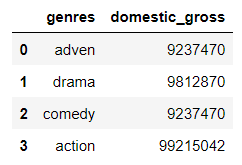 genres domestic_gross
0 adven 9237470
1 drama 9812870
2 comedy 9237470
3 action 99215042